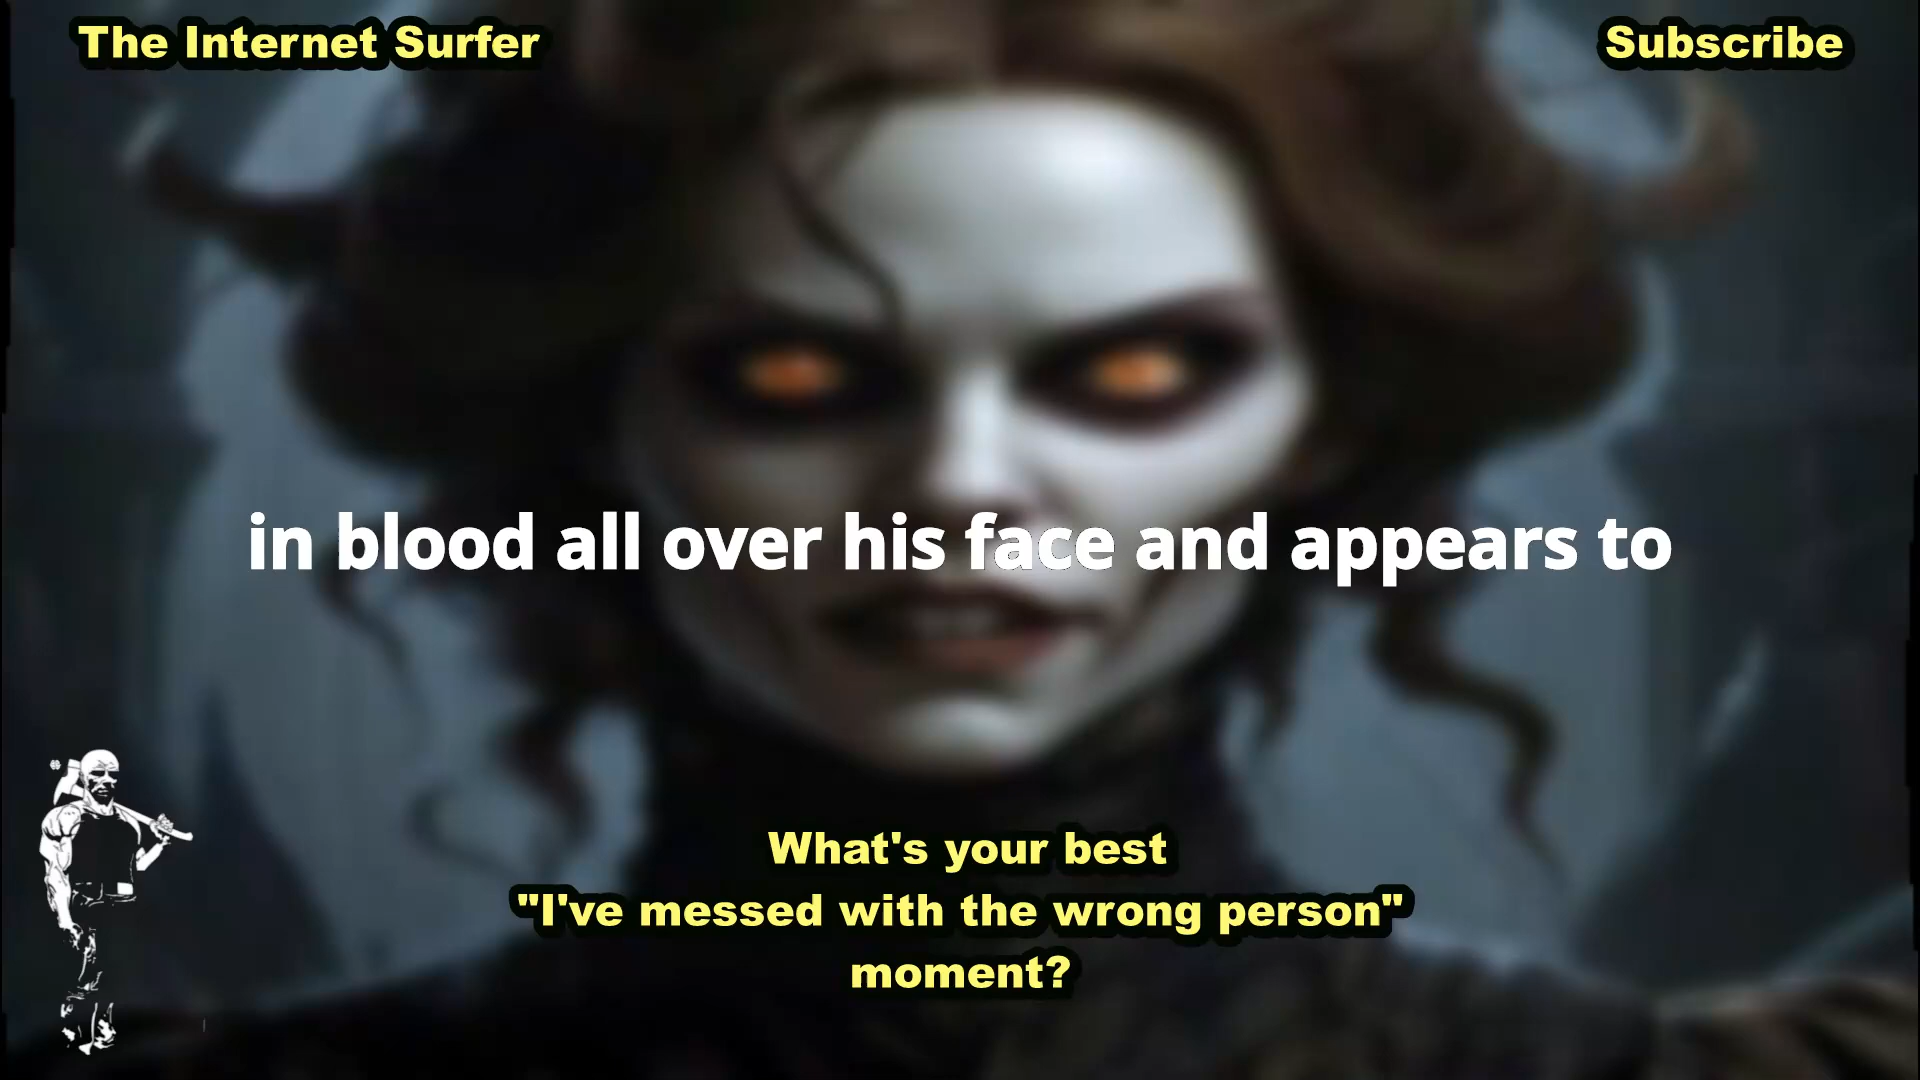 The Internet Surfer
Subscribe
in blood all over his face and appears to
What's your best
"I've messed with the wrong person"
moment?